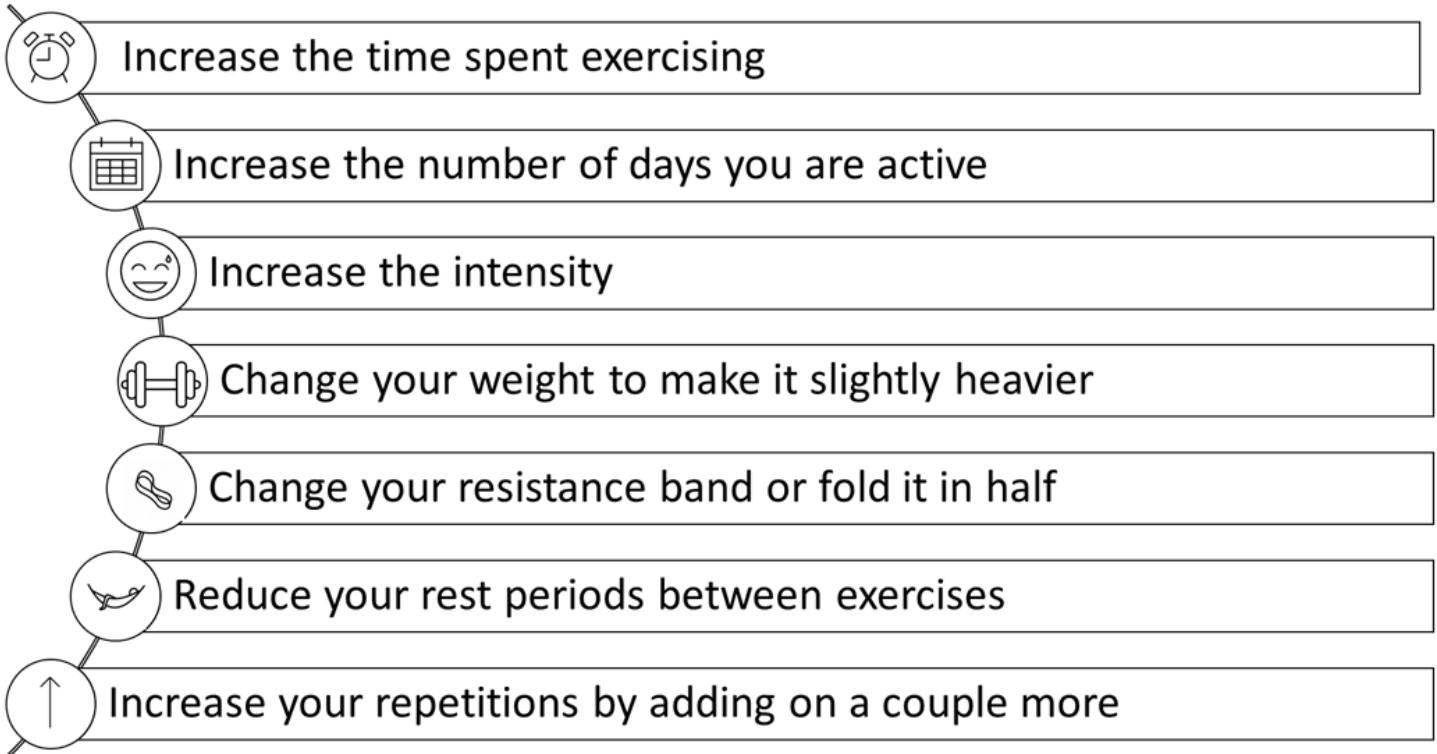 Increase the time spent exercising
Increase the number of days you are active
Increase the intensity
Change your weight to make it slightly heavier
Change your resistance band or fold it in half
Reduce your rest periods between exercises
Increase your repetitions by adding on a couple more